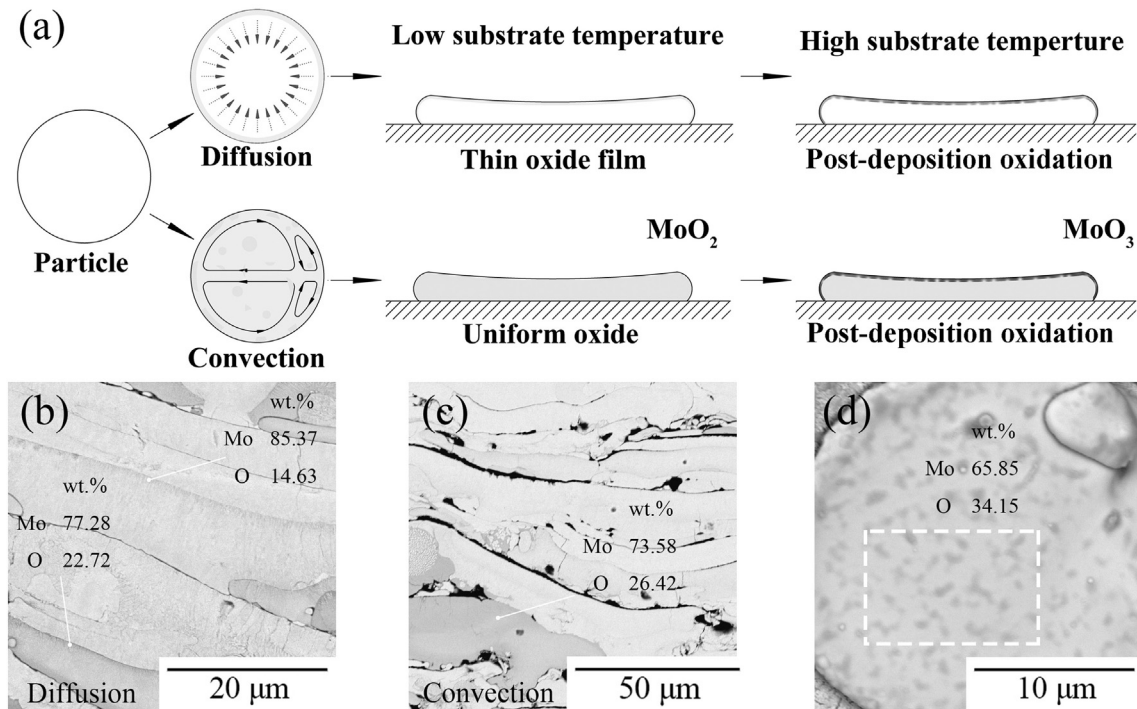 (a)
Low substrate temperature
High substrate temperture
Diffusion
Thin oxide film
Post-deposition oxidation
Particle
MoO₂
MoO₃
Convection
Uniform oxide
Post-deposition oxidation
(b)
wt.%
Mo 85.37
O 14.63
wt.%
Mo 77.28
O 22.72
Diffusion
20 μm
(c)
wt.%
Mo 73.58
O 26.42
Convection
50 μm
(d)
wt.%
Mo 65.85
O 34.15
10 μm